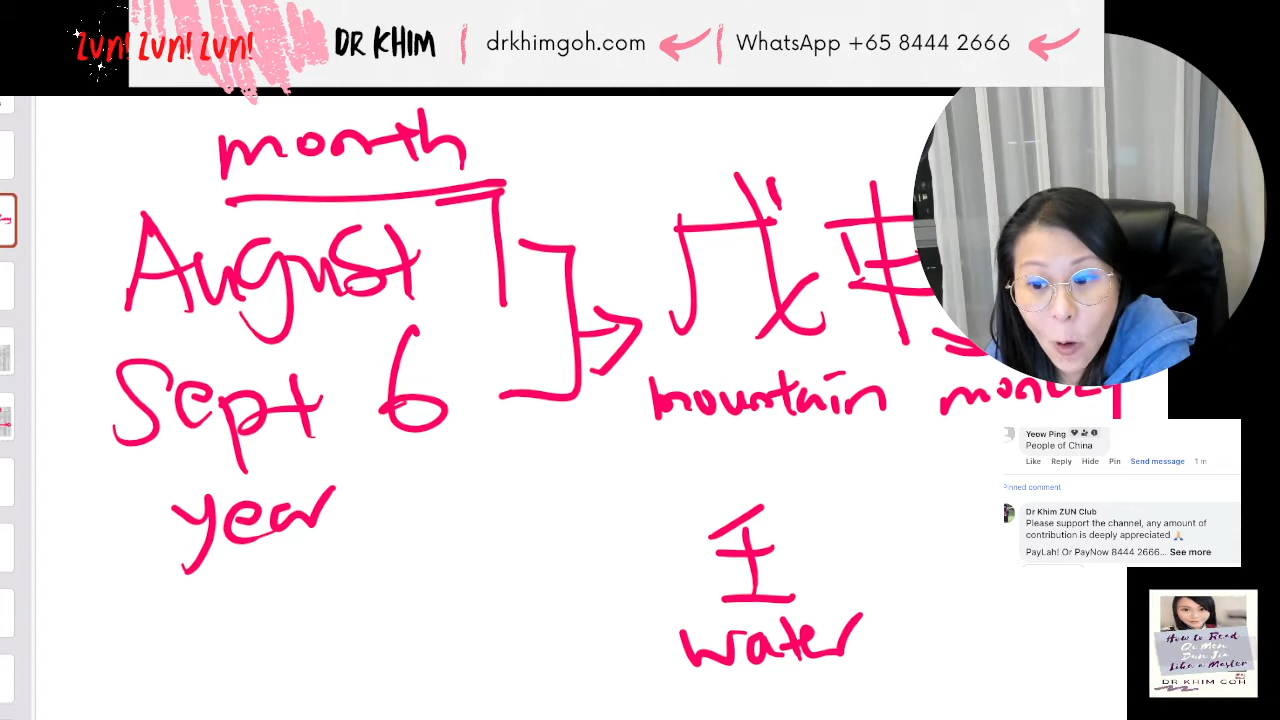 zun! zun! zun! DR KHIM | drkhimgoh.com | WhatsApp +65 8444 2666
month
August
Sept 6
year
mountain
壬
water
Yeow Ping
People of China
Like Reply Hide Pin Send message 1 m
Pinned comment
Dr Khim ZUN Club
Please support the channel, any amount of
contribution is deeply appreciated 🙏
PayLah! Or PayNow 8444 2666... See more
How to Read
Qi Men
Dun Jia
Like a Master
DR KHIM GOH